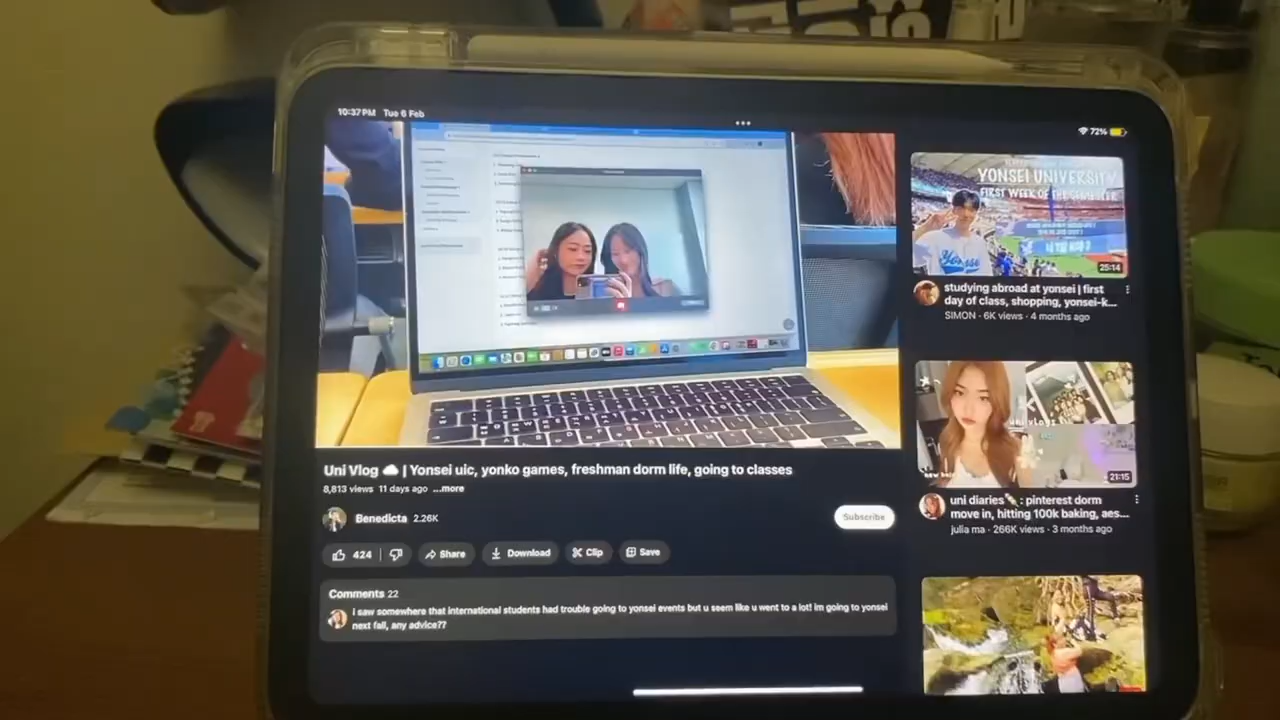 10:37 PM Tue 6 Feb
72%
Uni Vlog ☁️ | Yonsei uic, yonko games, freshman dorm life, going to classes
8,813 views 11 days ago ...more
Benedicta 2.26K
Subscribe
424
Share
Download
Clip
Save
Comments 22
i saw somewhere that international students had trouble going to yonsei events but u seem like u went to a lot! im going to yonsei
next fall, any advice??
YONSEI UNIVERSITY
FIRST WEEK OF THE SEMESTER
Yonsei
25:14
studying abroad at yonsei | first
day of class, shopping, yonsei-k...
SIMON · 6K views · 4 months ago
21:15
uni diaries : pinterest dorm
move in, hitting 100k baking, aes...
julia ma · 266K views · 3 months ago